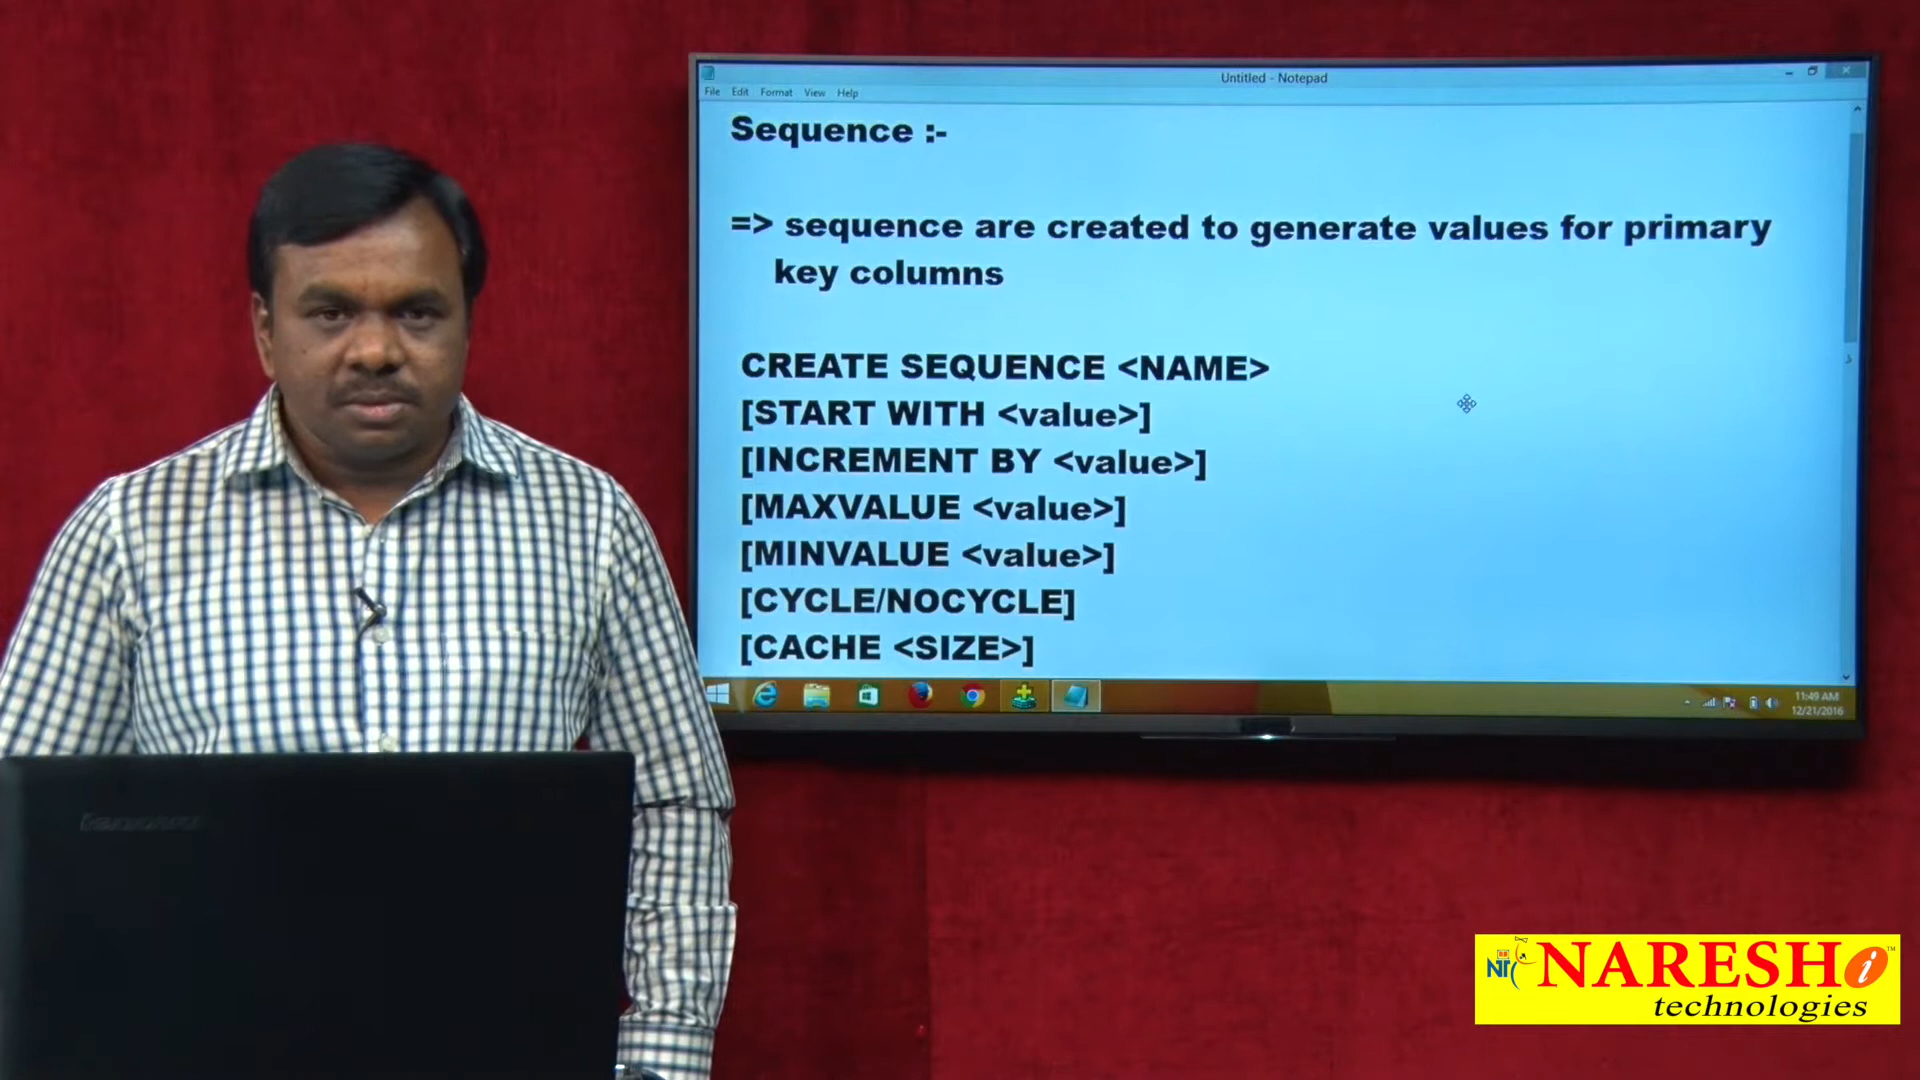 Untitled - Notepad
File Edit Format View Help
Sequence :-
=> sequence are created to generate values for primary
key columns
CREATE SEQUENCE <NAME>
[START WITH <value>]
[INCREMENT BY <value>]
[MAXVALUE <value>]
[MINVALUE <value>]
[CYCLE/NOCYCLE]
[CACHE <SIZE>]
11:49 AM
12/21/2016
NT
NARESH i ™
technologies